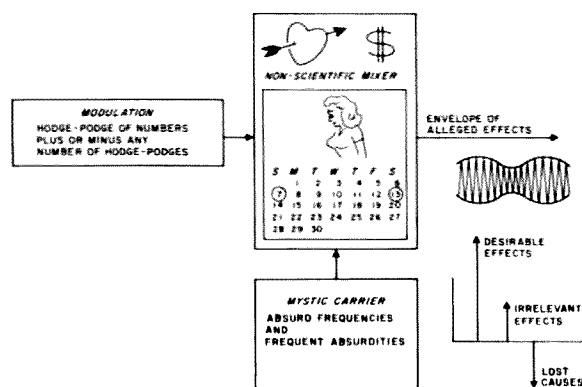 $
NON-SCIENTIFIC MIXER
MODULATION
HODGE-PODGE OF NUMBERS
PLUS OR MINUS ANY
NUMBER OF HODGE-PODGES
ENVELOPE OF
ALLEGED EFFECTS
S M T W T F S
1 2 3 4 5 6
7 8 9 10 11 12 13
14 15 16 17 18 19 20
21 22 23 24 25 26 27
28 29 30
MYSTIC CARRIER
ABSURD FREQUENCIES
AND
FREQUENT ABSURDITIES
DESIRABLE
EFFECTS
IRRELEVANT
EFFECTS
LOST
CAUSES